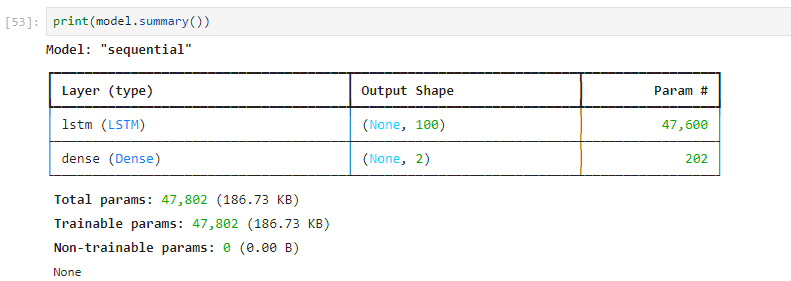 [53]: print(model.summary())
Model: "sequential"
Layer (type) Output Shape Param #
lstm (LSTM) (None, 100) 47,600
dense (Dense) (None, 2) 202
Total params: 47,802 (186.73 KB)
Trainable params: 47,802 (186.73 KB)
Non-trainable params: 0 (0.00 B)
None